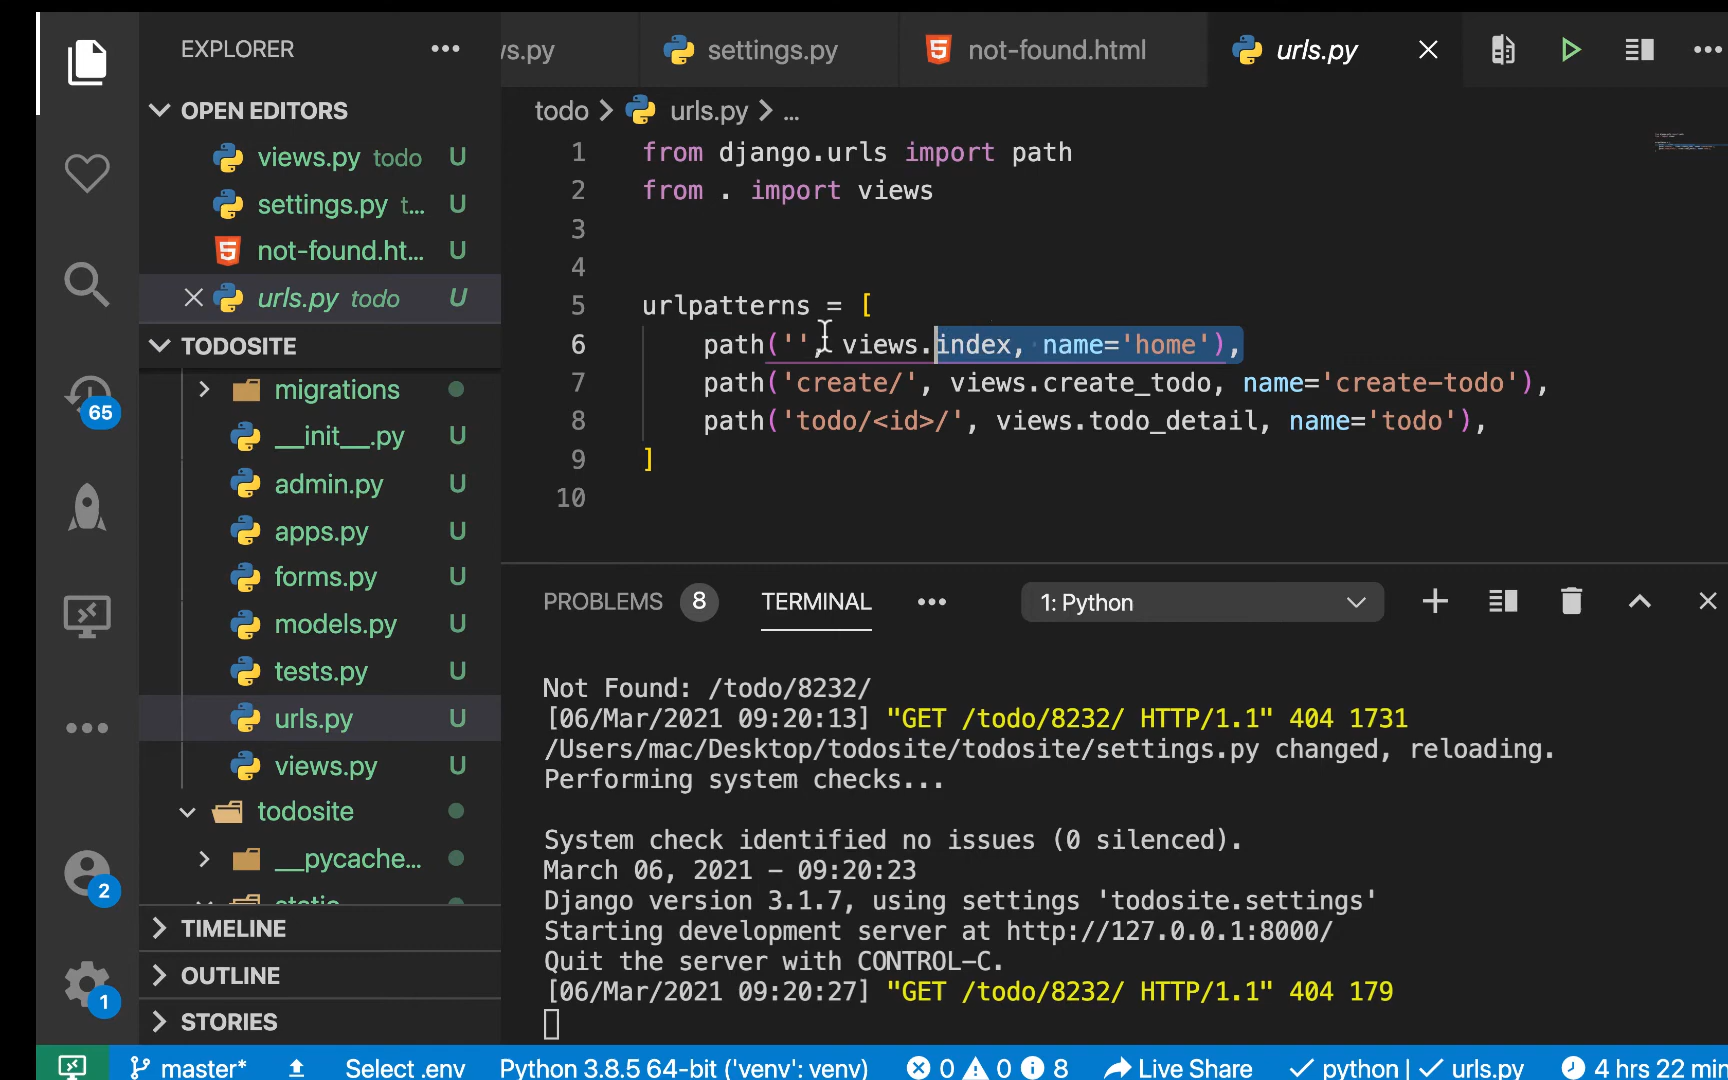 EXPLORER
OPEN EDITORS
views.py todo U
settings.py t... U
not-found.ht... U
urls.py todo U
TODOSITE
migrations
__init__.py U
admin.py U
apps.py U
forms.py U
models.py U
tests.py U
urls.py U
views.py U
todosite
__pycache...
TIMELINE
OUTLINE
STORIES
65
2
1
settings.py
not-found.html
urls.py
todo > urls.py > ...
1 from django.urls import path
2 from . import views
3
4
5 urlpatterns = [
6 path('', views.index, name='home'),
7 path('create/', views.create_todo, name='create-todo'),
8 path('todo/<id>/', views.todo_detail, name='todo'),
9 ]
10
PROBLEMS 8 TERMINAL ... 1: Python
Not Found: /todo/8232/
[06/Mar/2021 09:20:13] "GET /todo/8232/ HTTP/1.1" 404 1731
/Users/mac/Desktop/todosite/todosite/settings.py changed, reloading.
Performing system checks...
System check identified no issues (0 silenced).
March 06, 2021 - 09:20:23
Django version 3.1.7, using settings 'todosite.settings'
Starting development server at http://127.0.0.1:8000/
Quit the server with CONTROL-C.
[06/Mar/2021 09:20:27] "GET /todo/8232/ HTTP/1.1" 404 179
master* Select .env Python 3.8.5 64-bit ('venv': venv) 0 0 8 Live Share python | urls.py 4 hrs 22 min